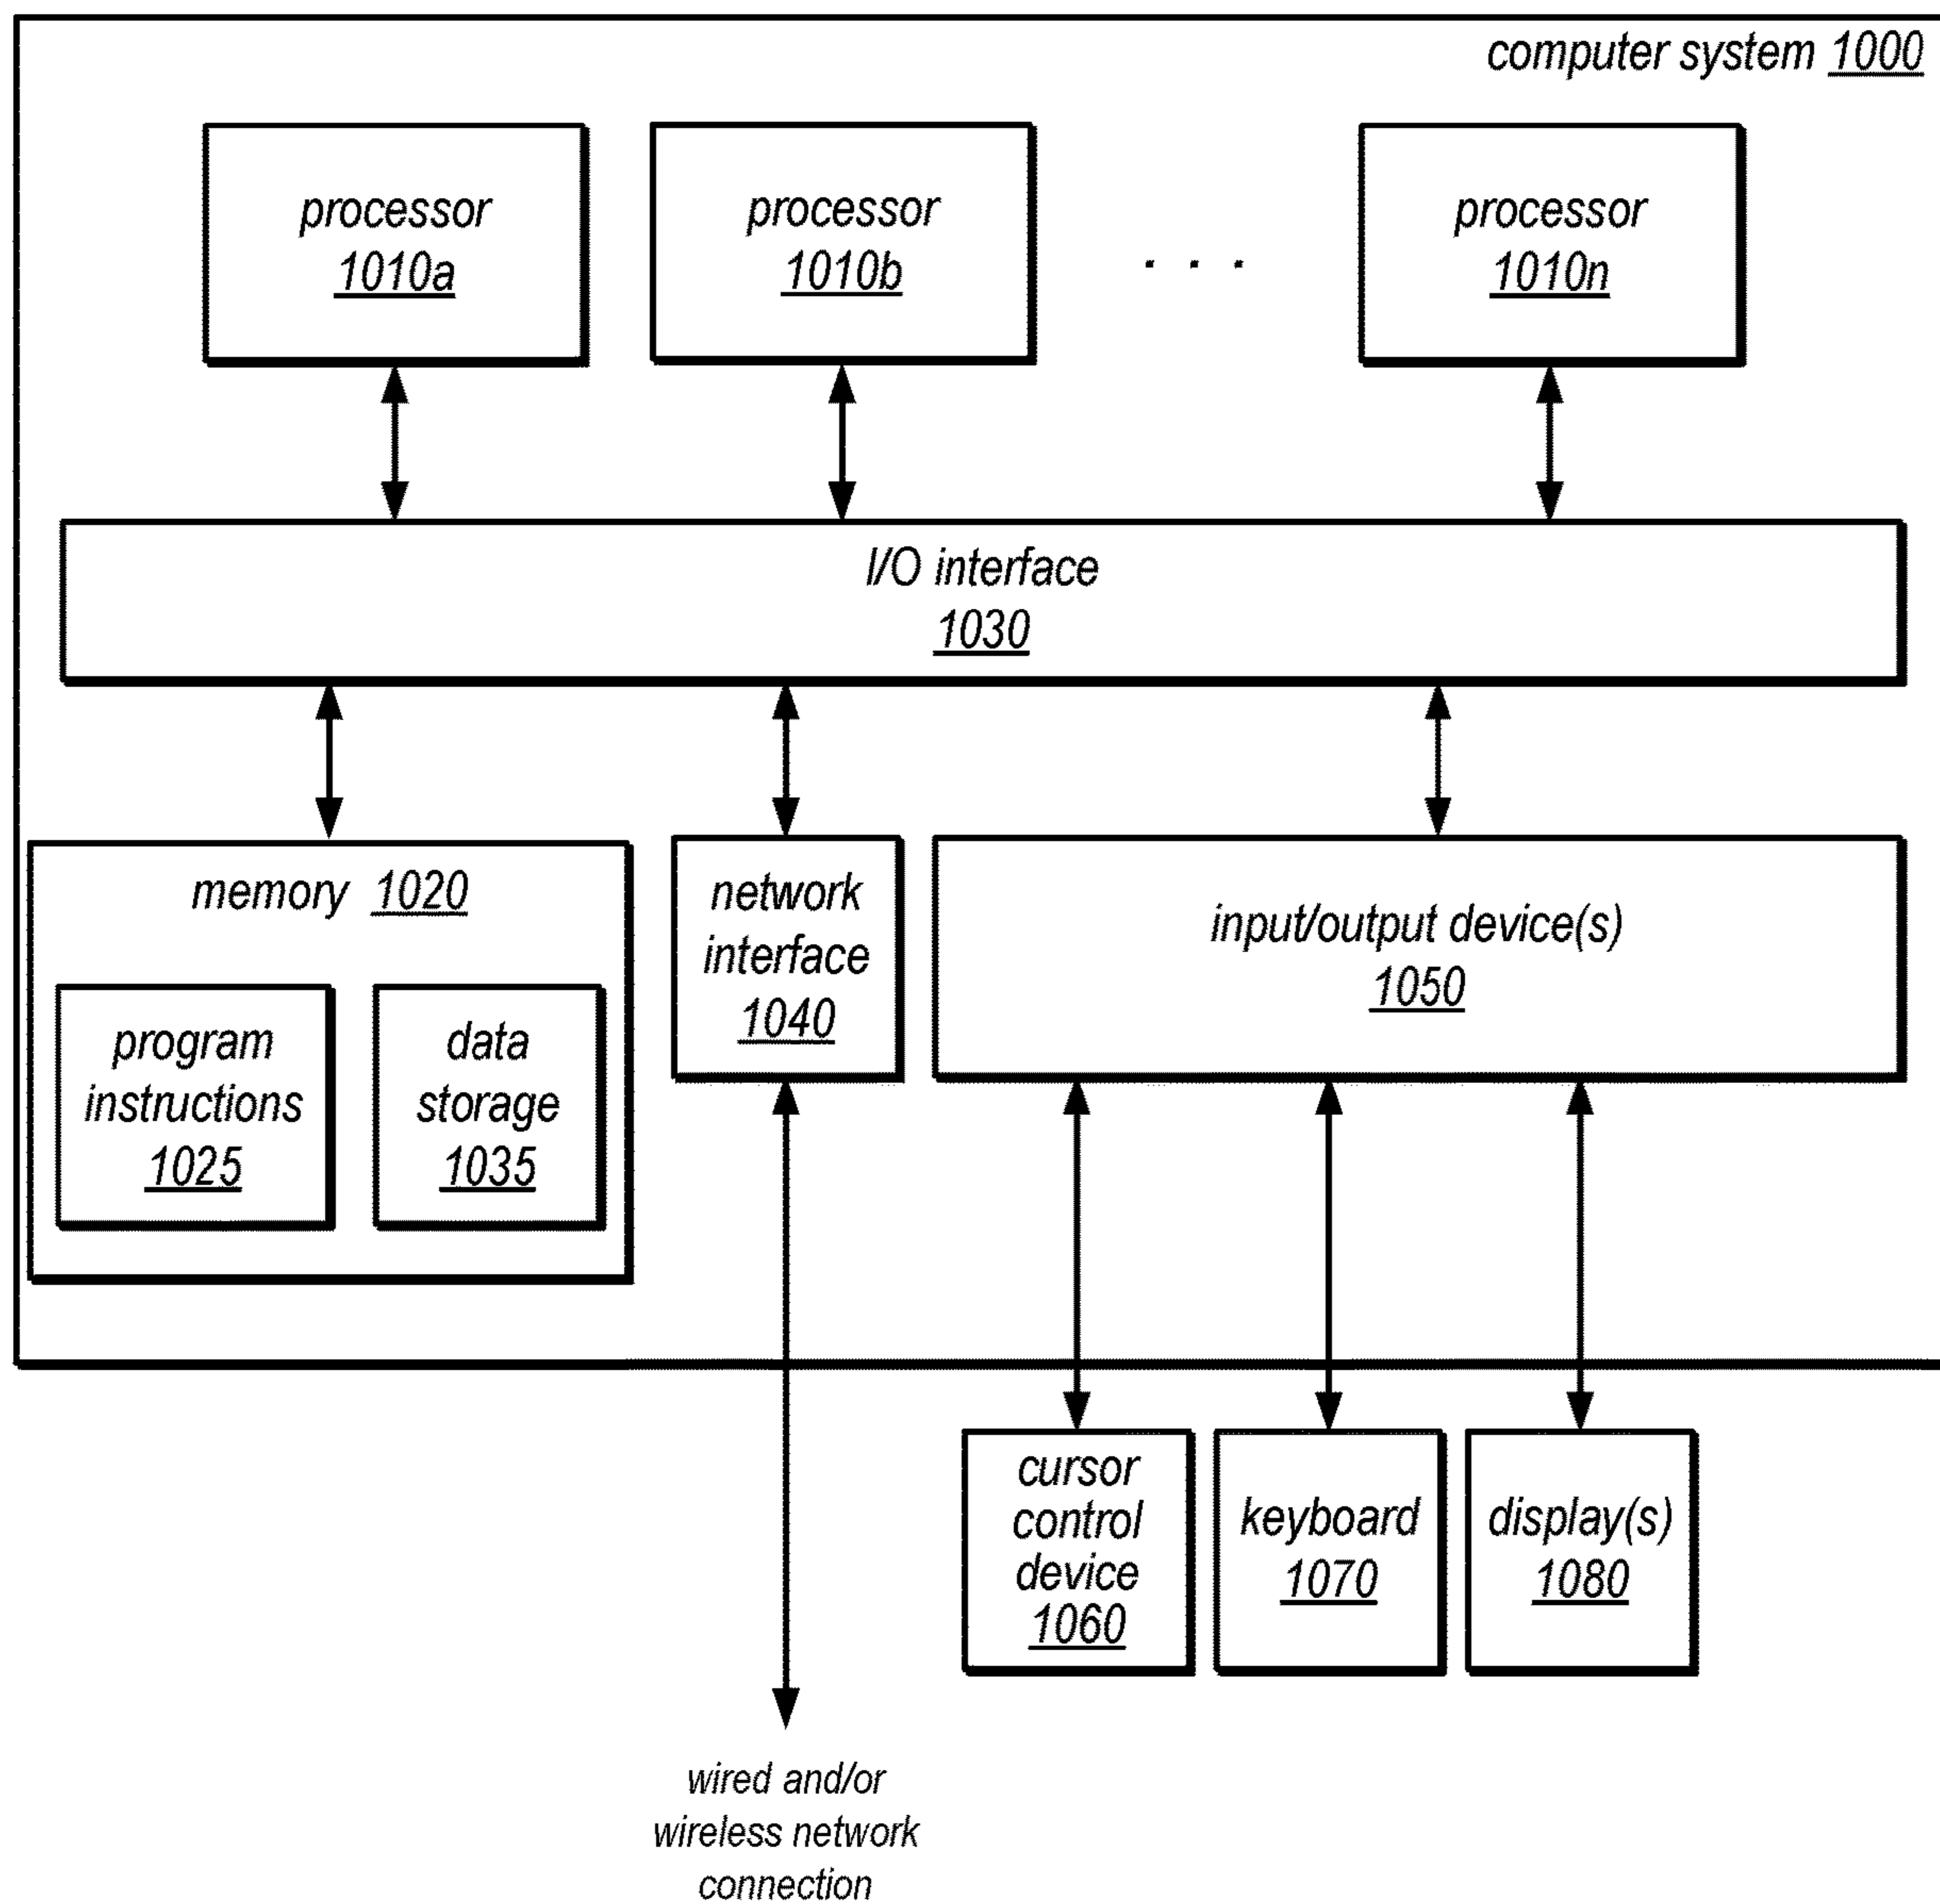 computer system 1000
processor
1010a
processor
1010b
. . .
processor
1010n
I/O interface
1030
memory 1020
program
instructions
1025
data
storage
1035
network
interface
1040
input/output device(s)
1050
cursor
control
device
1060
keyboard
1070
display(s)
1080
wired and/or
wireless network
connection